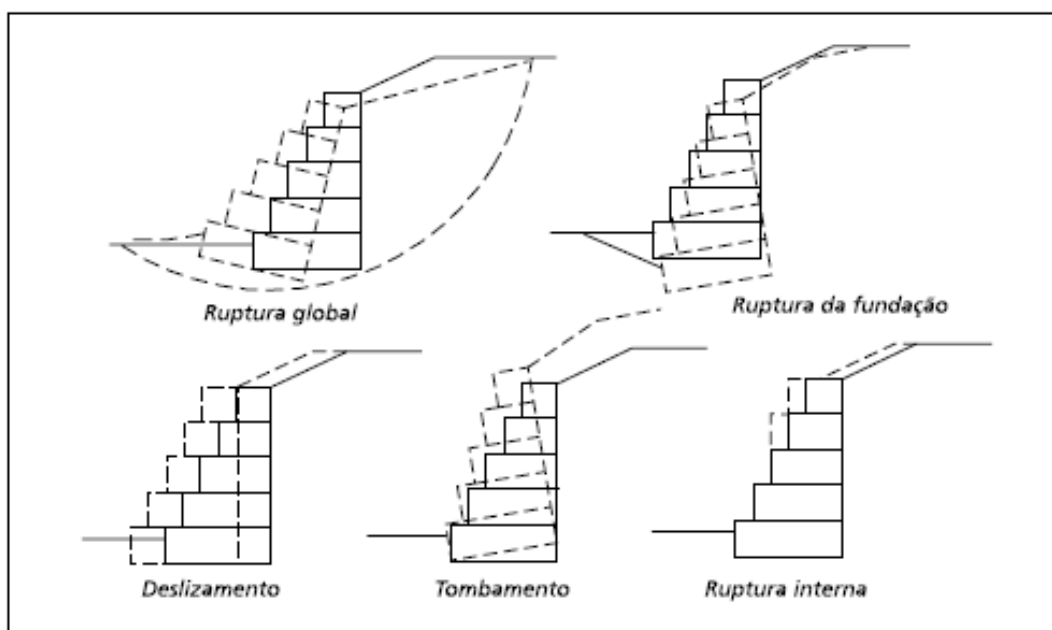 Ruptura global
Ruptura da fundação
Deslizamento
Tombamento
Ruptura interna